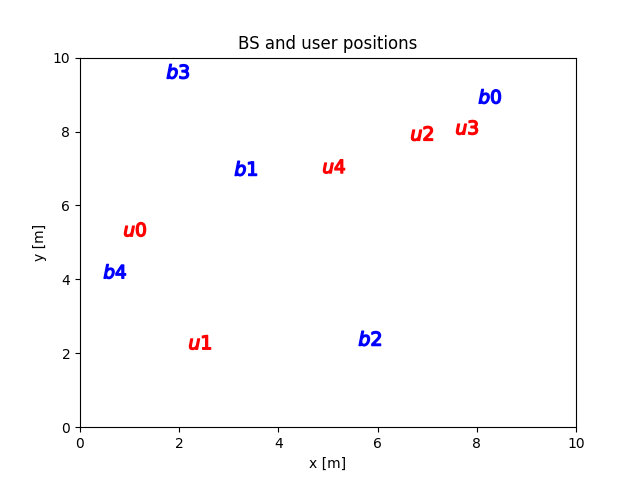 BS and user positions
10
b3
b0
8
u2
u3
b1
u4
6
u0
y [m]
4
b4
u1
b2
2
0
0 2 4 6 8 10
x [m]